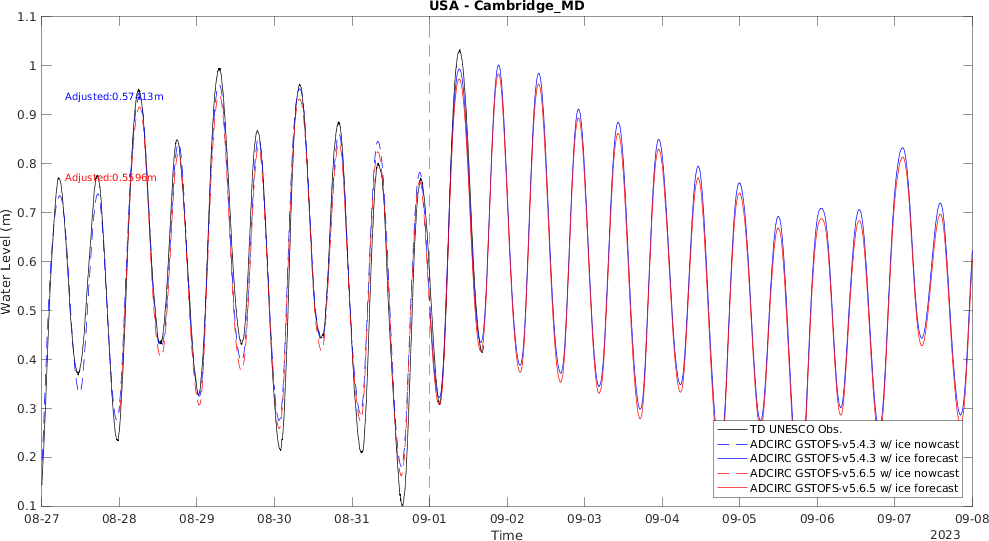 USA - Cambridge_MD
1.1
1
0.9
0.8
0.7
0.6
0.5
0.4
0.3
0.2
0.1
Water Level (m)
Adjusted:0.57413m
Adjusted:0.5596m
TD UNESCO Obs.
ADCIRC GSTOFS-v5.4.3 w/ ice nowcast
ADCIRC GSTOFS-v5.4.3 w/ ice forecast
ADCIRC GSTOFS-v5.6.5 w/ ice nowcast
ADCIRC GSTOFS-v5.6.5 w/ ice forecast
08-27 08-28 08-29 08-30 08-31 09-01 09-02 09-03 09-04 09-05 09-06 09-07 09-08
Time
2023